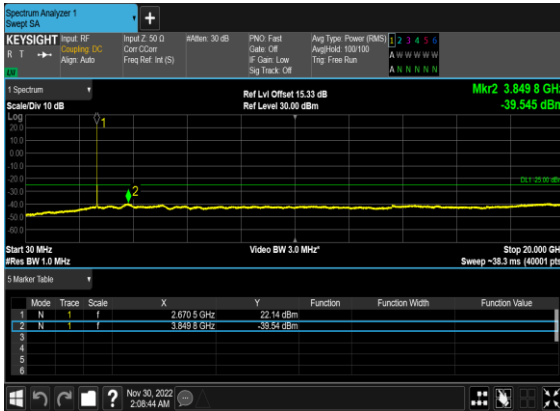 Spectrum Analyzer 1
Swept SA
+
KEYSIGHT Input: RF Input Z: 50 Ω #Atten: 30 dB PNO: Fast Avg Type: Power (RMS) 1 2 3 4 5 6
R T Coupling: DC Corr CCorr Gate: Off Avg|Hold: 100/100 A W W W W W
Align: Auto Freq Ref: Int (S) IF Gain: Low Trig: Free Run
Sig Track: Off A N N N N N
1 Spectrum Ref Lvl Offset 15.33 dB Mkr2 3.849 8 GHz
Scale/Div 10 dB Ref Level 30.00 dBm -39.545 dBm
Log
20.0
10.0
0.00
-10.0
-20.0
-30.0
-40.0
-50.0
-60.0
1
2
DL1 -25.00 dBm
Start 30 MHz Video BW 3.0 MHz* Stop 20.000 GHz
#Res BW 1.0 MHz Sweep ~38.3 ms (40001 pts)
5 Marker Table
Mode Trace Scale X Y Function Function Width Function Value
1 N 1 f 2.670 5 GHz 22.14 dBm
2 N 1 f 3.849 8 GHz -39.54 dBm
3
4
5
6
? Nov 30, 2022
2:08:44 AM